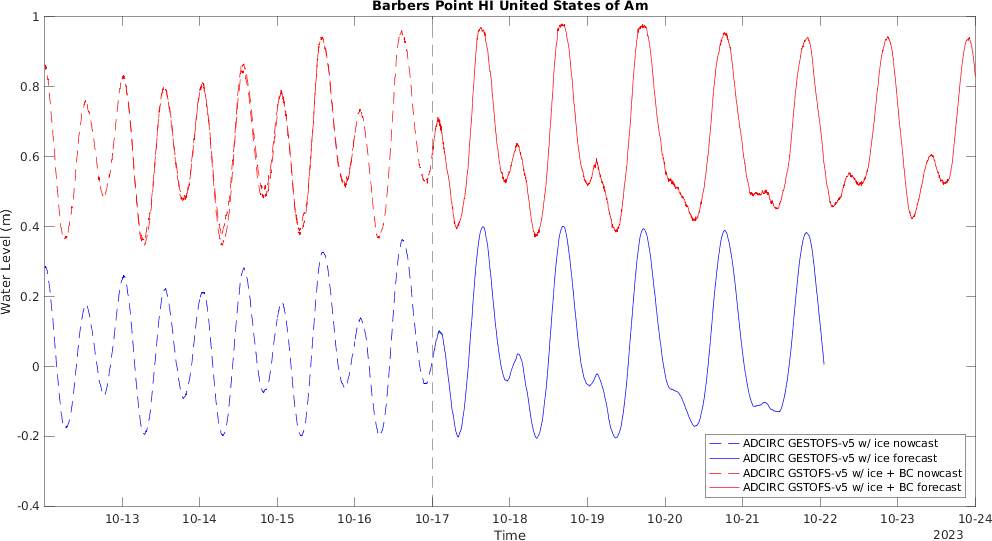 Barbers Point HI United States of Am
Water Level (m)
1
0.8
0.6
0.4
0.2
0
-0.2
-0.4
ADCIRC GESTOFS-v5 w/ ice nowcast
ADCIRC GESTOFS-v5 w/ ice forecast
ADCIRC GSTOFS-v5 w/ ice + BC nowcast
ADCIRC GSTOFS-v5 w/ ice + BC forecast
10-13 10-14 10-15 10-16 10-17 10-18 10-19 10-20 10-21 10-22 10-23 10-24
Time
2023